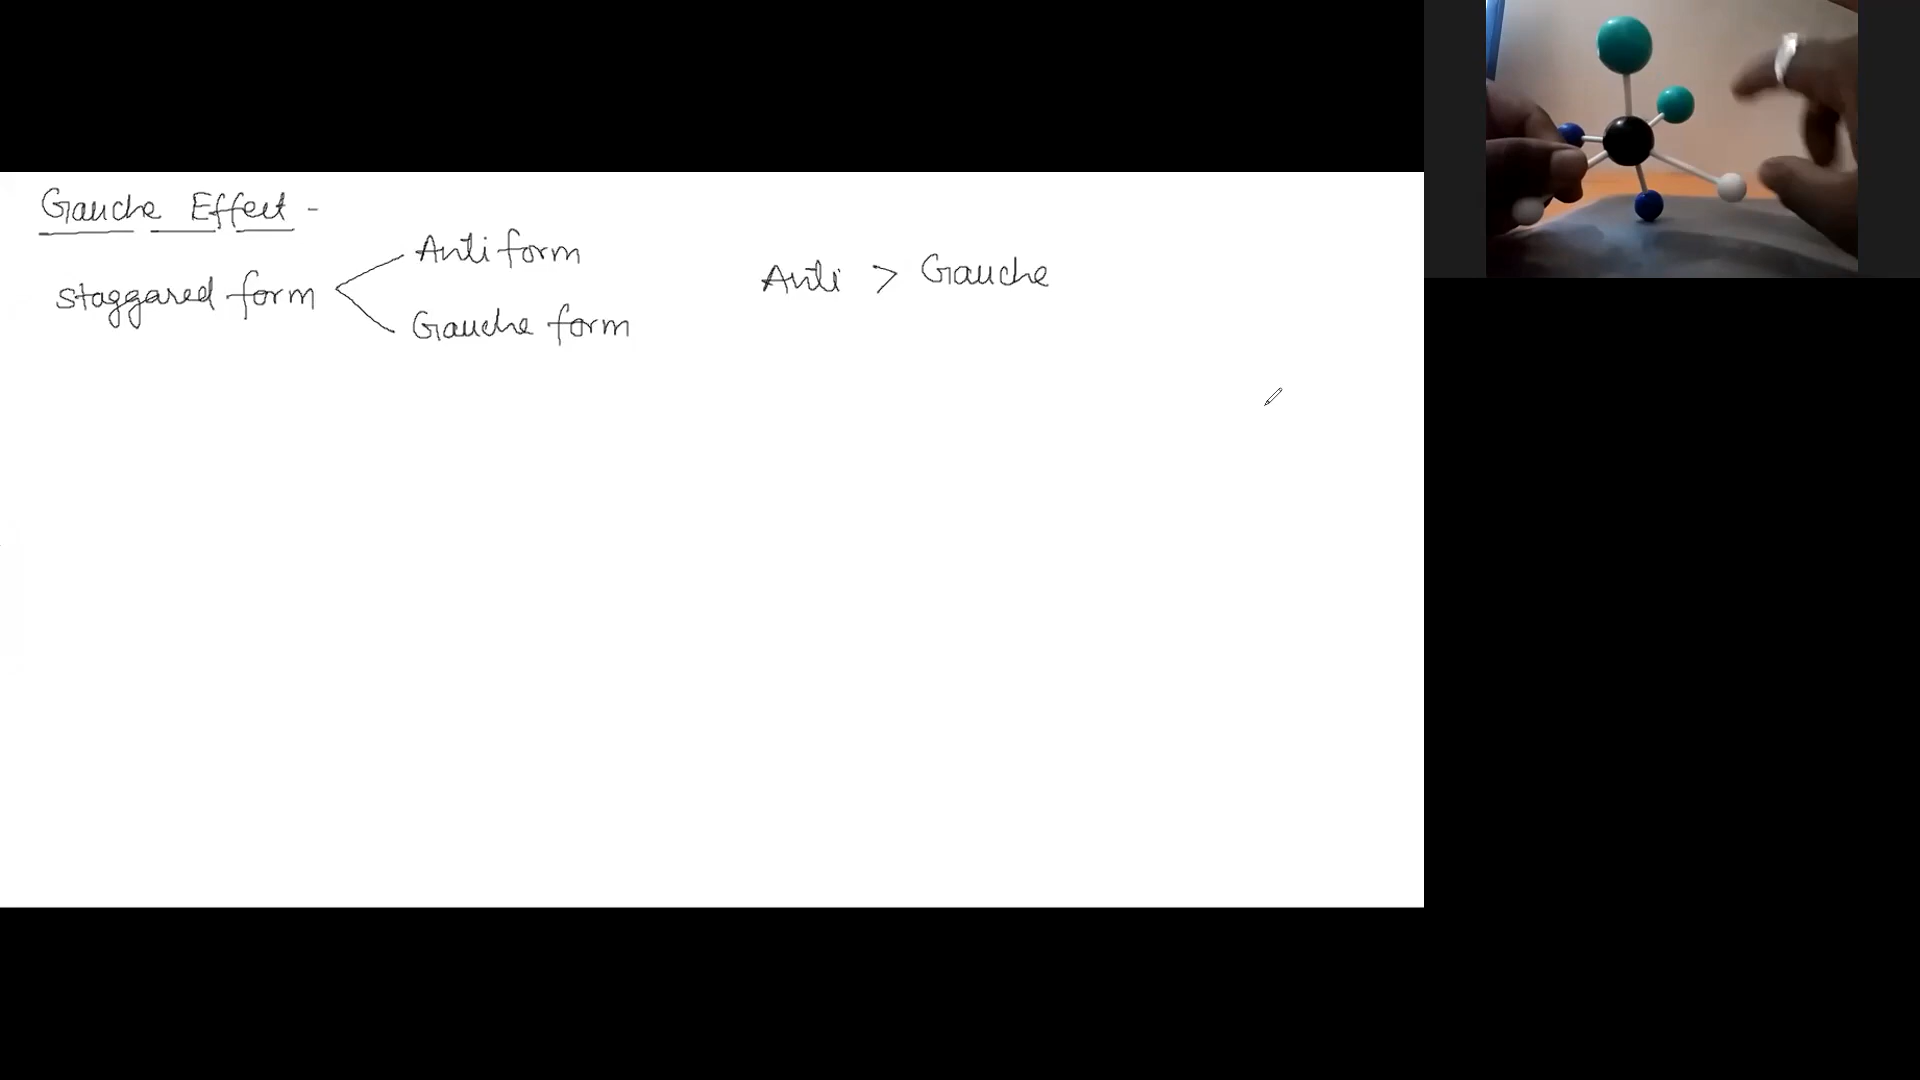 Gauche Effect -
staggared form
Anti form
Gauche form
Anti > Gauche